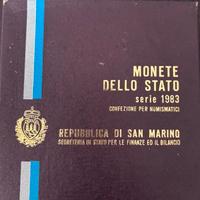 MONETE
DELLO STATO
serie 1983
CONFEZIONE PER NUMISMATICI
REPUBBLICA DI SAN MARINO
SEGRETERIA DI STATO PER LE FINANZE ED IL BILANCIO